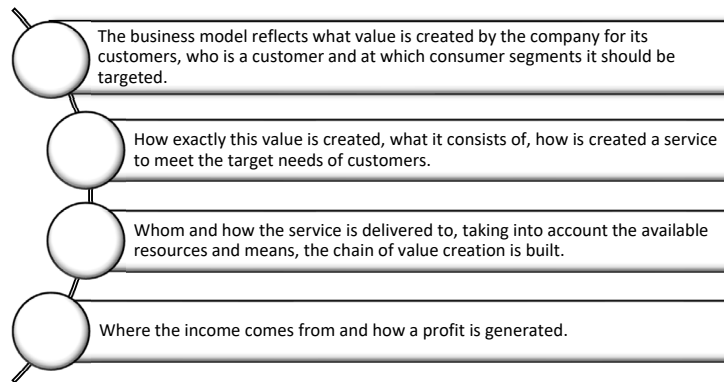 The business model reflects what value is created by the company for its
customers, who is a customer and at which consumer segments it should be
targeted.
How exactly this value is created, what it consists of, how is created a service
to meet the target needs of customers.
Whom and how the service is delivered to, taking into account the available
resources and means, the chain of value creation is built.
Where the income comes from and how a profit is generated.